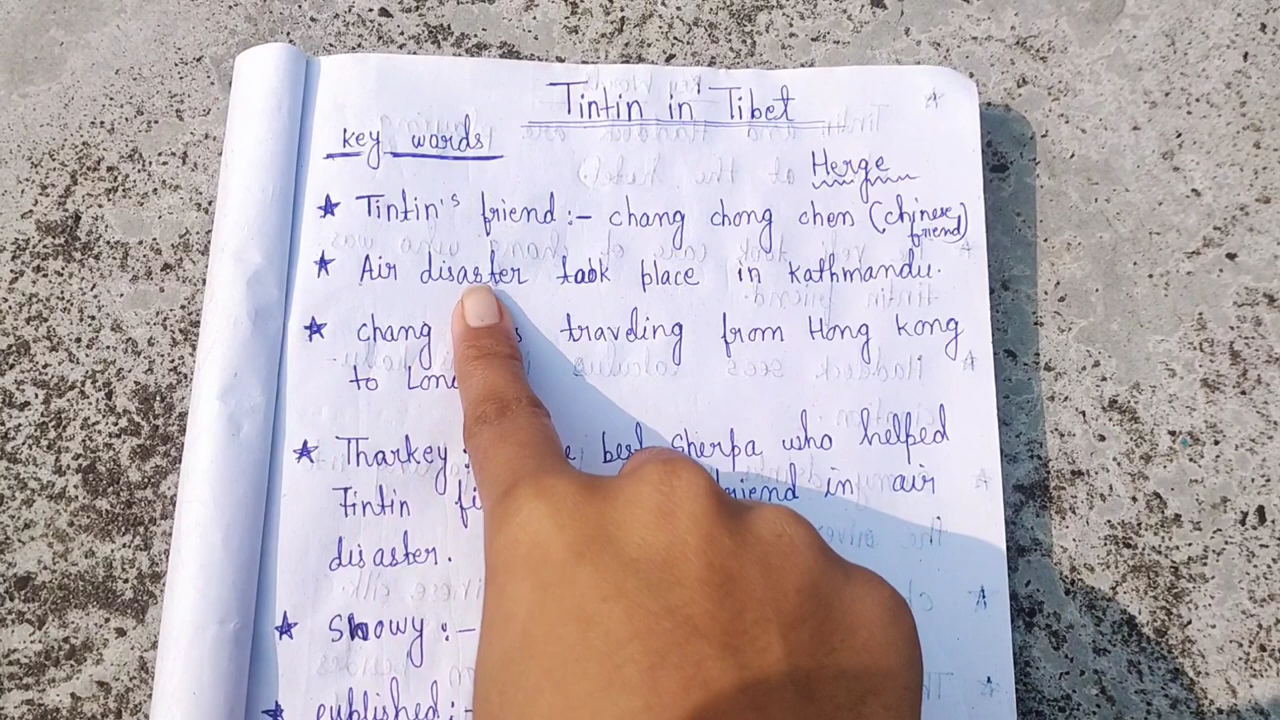 Tintin in Tibet
key words
Herge
★ Tintin's friend :- chang chong chen (chinese friend)
★ Air disaster took place in Kathmandu.
★ chang traveling from Hong Kong
to
★ Tharkey : best Sherpa who helped
Tintin friend in air
disaster.
★ Snowy :-
★ published :-